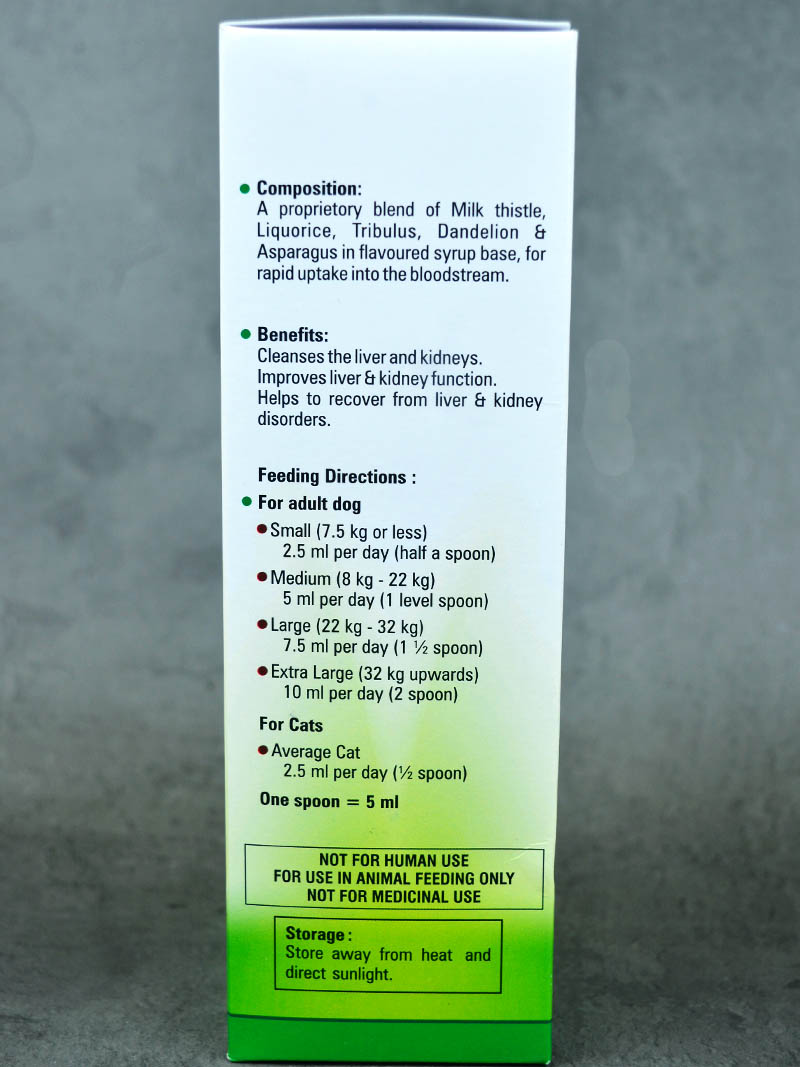 Composition:
A proprietory blend of Milk thistle,
Liquorice, Tribulus, Dandelion &
Asparagus in flavoured syrup base, for
rapid uptake into the bloodstream.
Benefits:
Cleanses the liver and kidneys.
Improves liver & kidney function.
Helps to recover from liver & kidney
disorders.
Feeding Directions :
For adult dog
Small (7.5 kg or less)
2.5 ml per day (half a spoon)
Medium (8 kg - 22 kg)
5 ml per day (1 level spoon)
Large (22 kg - 32 kg)
7.5 ml per day (1 ½ spoon)
Extra Large (32 kg upwards)
10 ml per day (2 spoon)
For Cats
Average Cat
2.5 ml per day (½ spoon)
One spoon = 5 ml
NOT FOR HUMAN USE
FOR USE IN ANIMAL FEEDING ONLY
NOT FOR MEDICINAL USE
Storage :
Store away from heat and
direct sunlight.